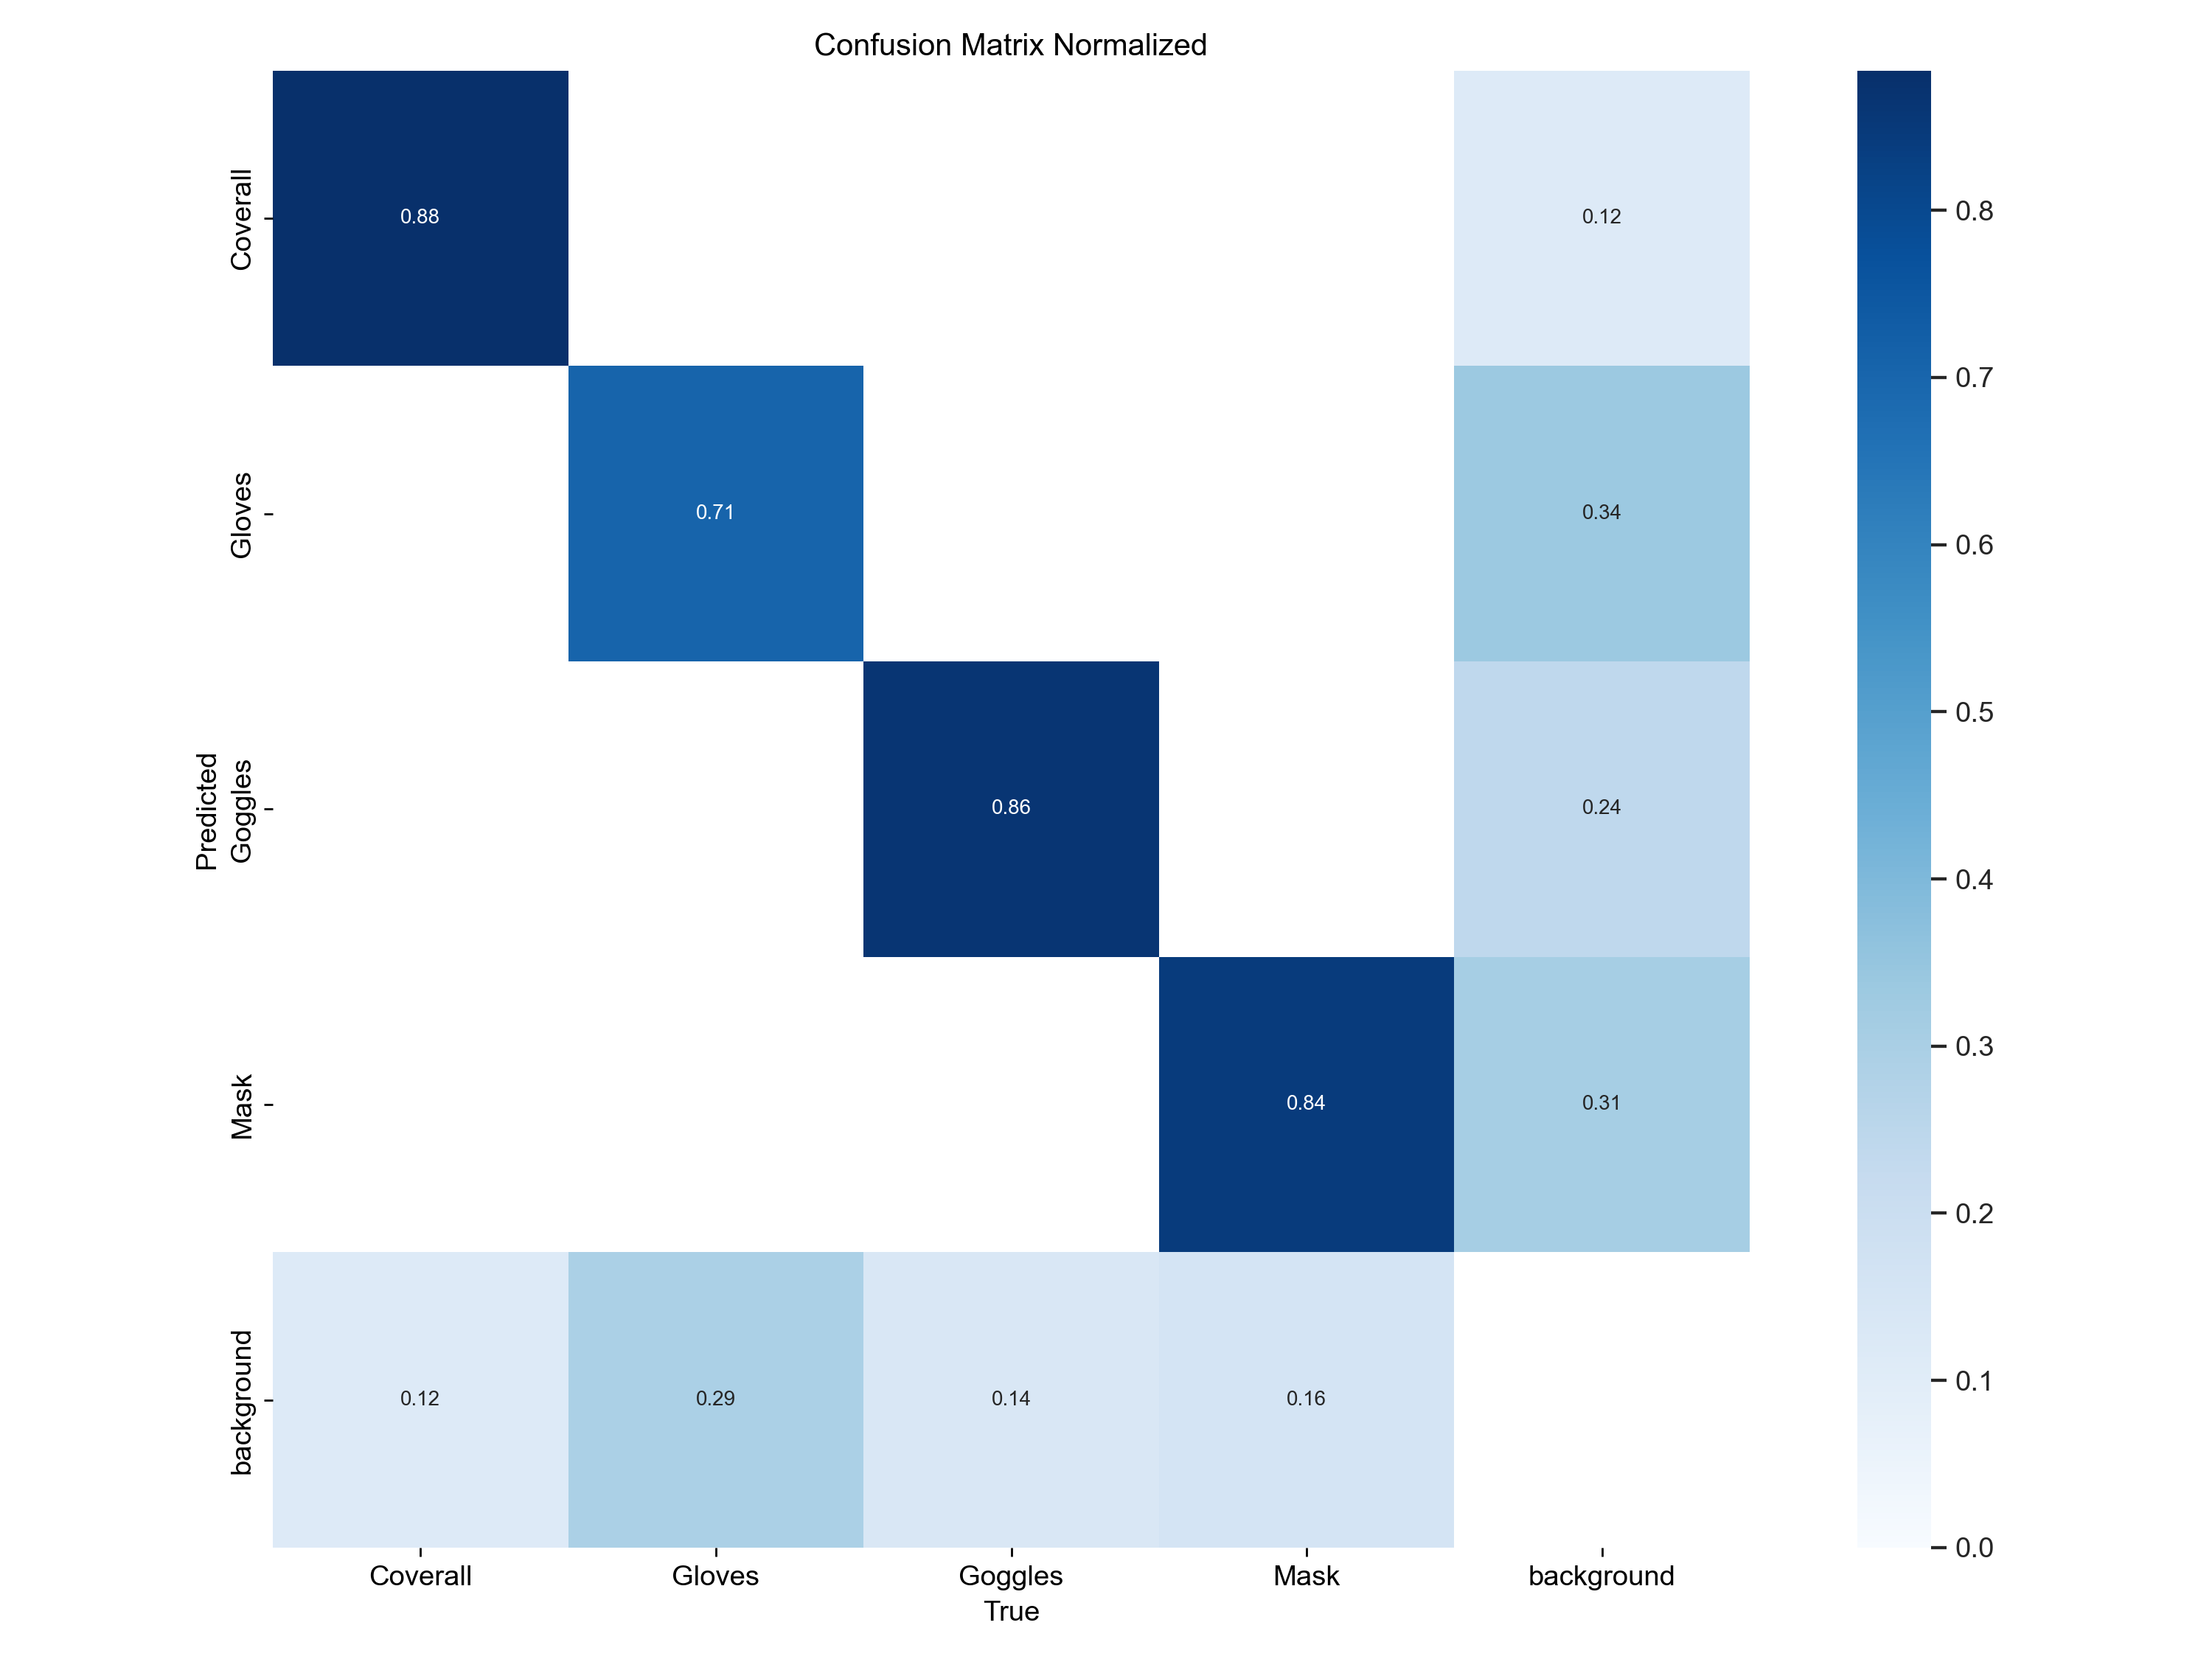 Confusion Matrix Normalized
Coverall
0.88
0.12
0.8
Gloves
0.71
0.34
0.7
0.6
0.5
Predicted
Goggles
0.86
0.24
0.4
0.3
Mask
0.84
0.31
0.2
0.1
background
0.12
0.29
0.14
0.16
0.0
Coverall
Gloves
Goggles
Mask
background
True